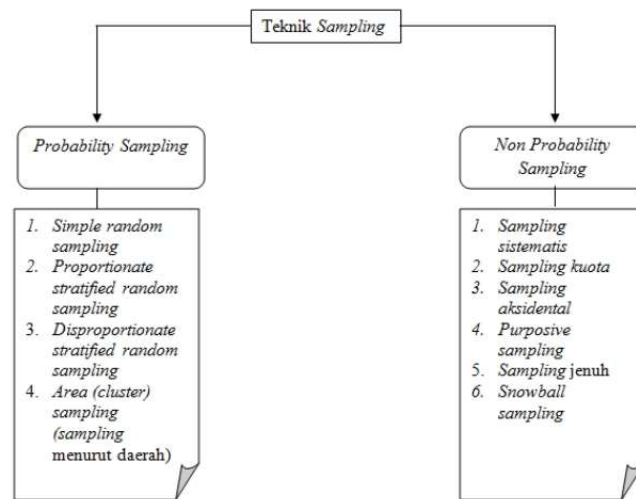 Teknik Sampling
Probability Sampling
1. Simple random
sampling
2. Proportionate
stratified random
sampling
3. Disproportionate
stratified random
sampling
4. Area (cluster)
sampling
(sampling
menurut daerah)
Non Probability
Sampling
1. Sampling
sistematis
2. Sampling kuota
3. Sampling
aksidental
4. Purposive
sampling
5. Sampling jenuh
6. Snowball
sampling